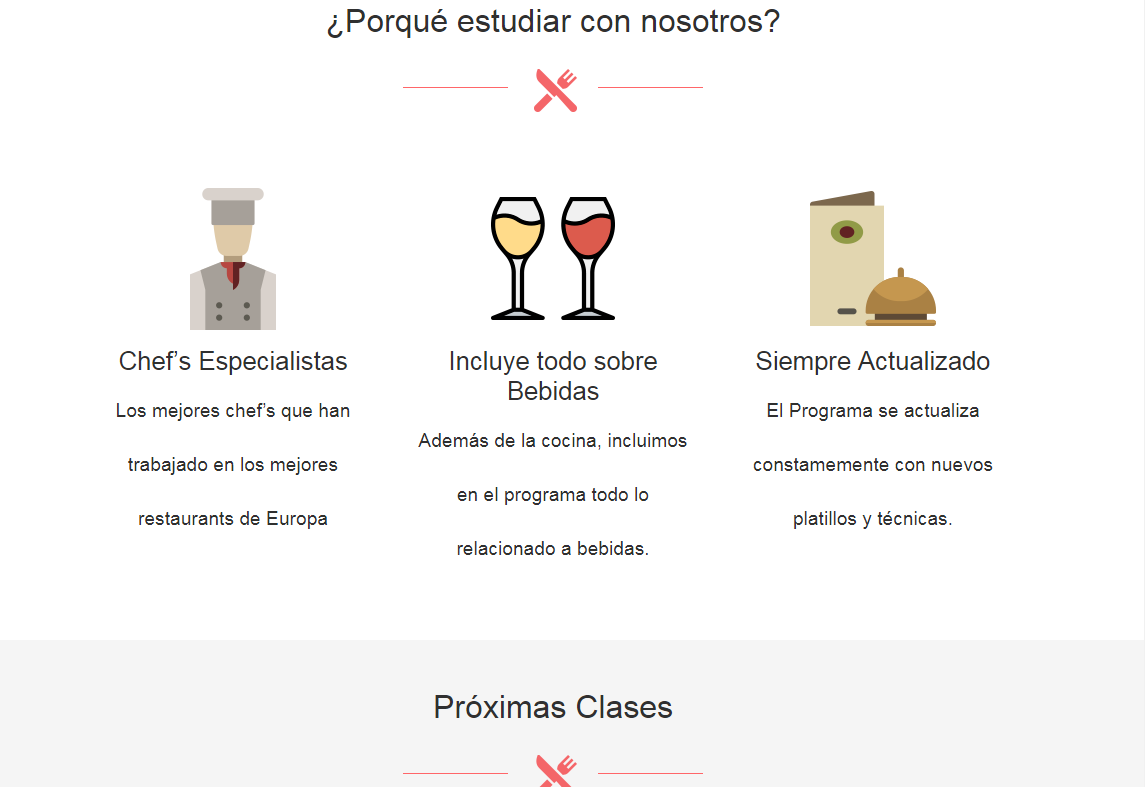 ¿Porqué estudiar con nosotros?
Chef’s Especialistas
Los mejores chef’s que han
trabajado en los mejores
restaurants de Europa
Incluye todo sobre
Bebidas
Además de la cocina, incluimos
en el programa todo lo
relacionado a bebidas.
Siempre Actualizado
El Programa se actualiza
constamemente con nuevos
platillos y técnicas.
Próximas Clases